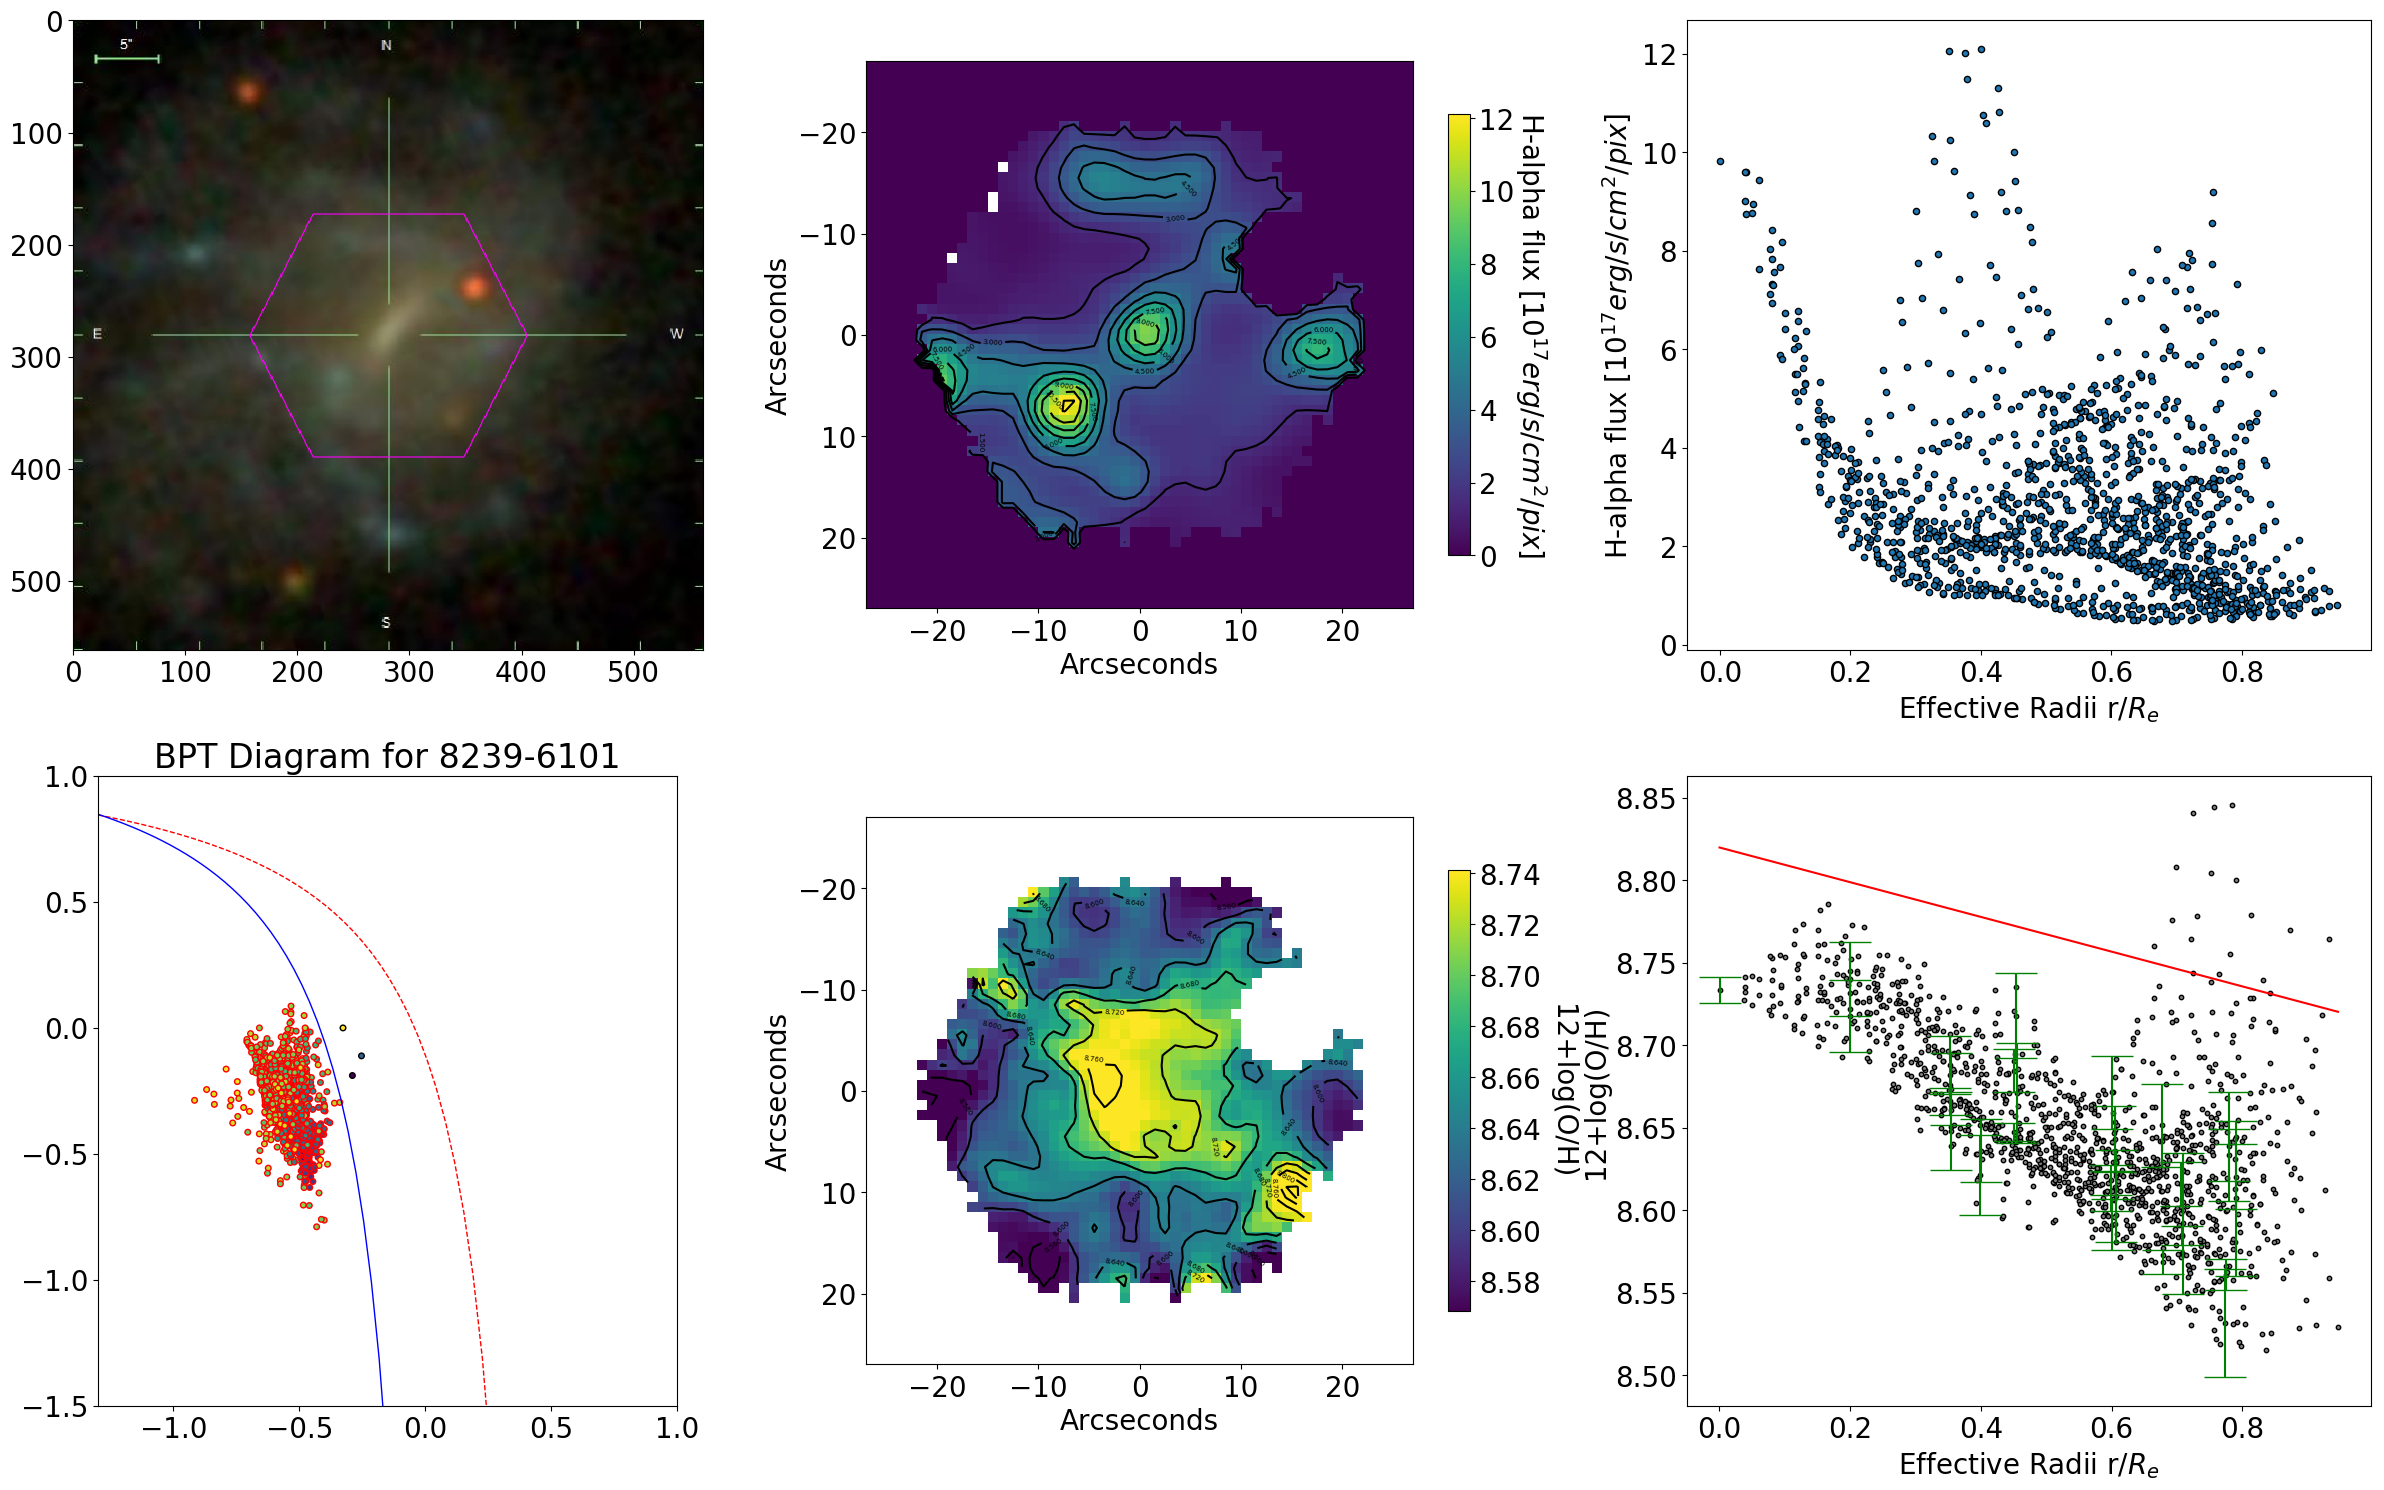 5"
N
E
W
S
0
100
200
300
400
500
0 100 200 300 400 500
−20
−10
0
10
20
Arcseconds
−20 −10 0 10 20
Arcseconds
12
10
8
6
4
2
0
H-alpha flux [10^17 erg/s/cm^2/pix]
H-alpha flux [10^17 erg/s/cm^2/pix]
12
10
8
6
4
2
0
0.0 0.2 0.4 0.6 0.8
Effective Radii r/R_e
BPT Diagram for 8239-6101
1.0
0.5
0.0
−0.5
−1.0
−1.5
−1.0 −0.5 0.0 0.5 1.0
−20
−10
0
10
20
Arcseconds
−20 −10 0 10 20
Arcseconds
8.74
8.72
8.70
8.68
8.66
8.64
8.62
8.60
8.58
12+log(O/H)
12+log(O/H)
8.85
8.80
8.75
8.70
8.65
8.60
8.55
8.50
0.0 0.2 0.4 0.6 0.8
Effective Radii r/R_e